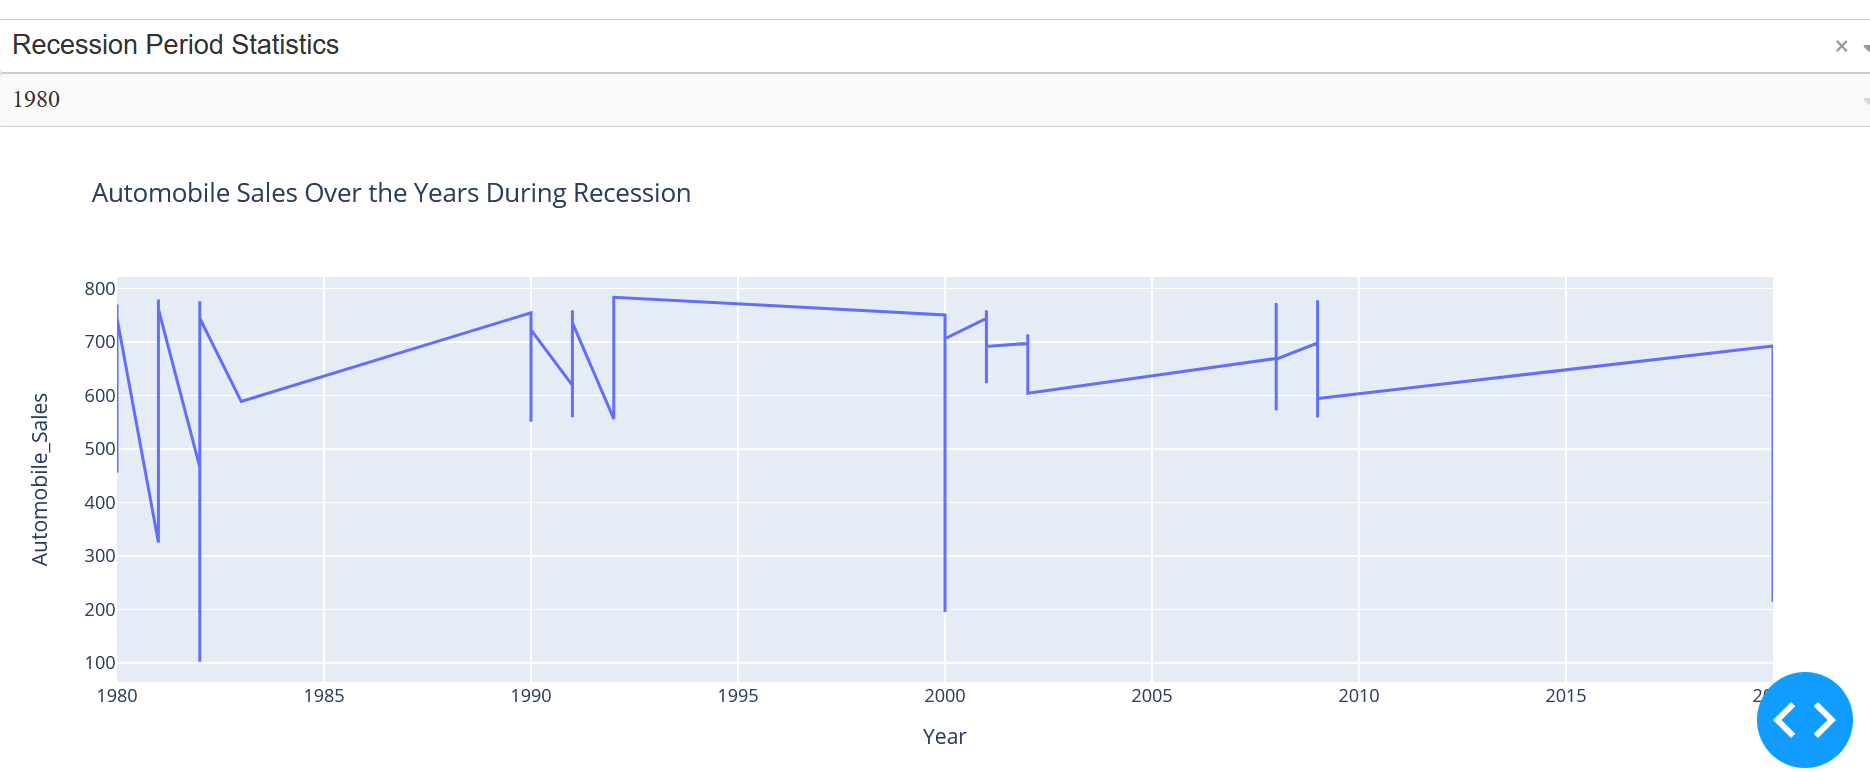 Recession Period Statistics
×
1980
Automobile Sales Over the Years During Recession
800
700
600
500
400
300
200
100
Automobile_Sales
1980 1985 1990 1995 2000 2005 2010 2015
Year